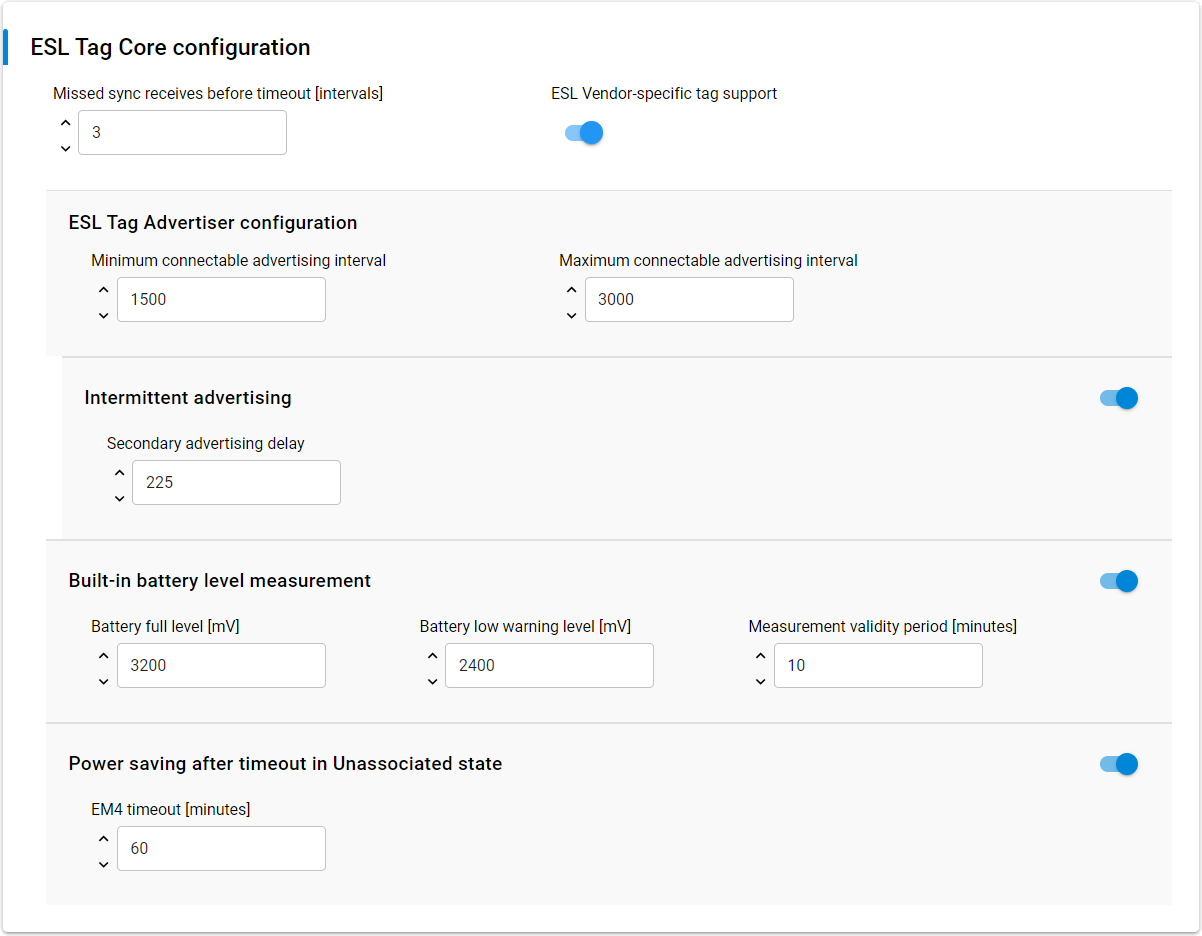 ESL Tag Core configuration
Missed sync receives before timeout [intervals]
ESL Vendor-specific tag support
3
ESL Tag Advertiser configuration
Minimum connectable advertising interval
Maximum connectable advertising interval
1500
3000
Intermittent advertising
Secondary advertising delay
225
Built-in battery level measurement
Battery full level [mV]
Battery low warning level [mV]
Measurement validity period [minutes]
3200
2400
10
Power saving after timeout in Unassociated state
EM4 timeout [minutes]
60